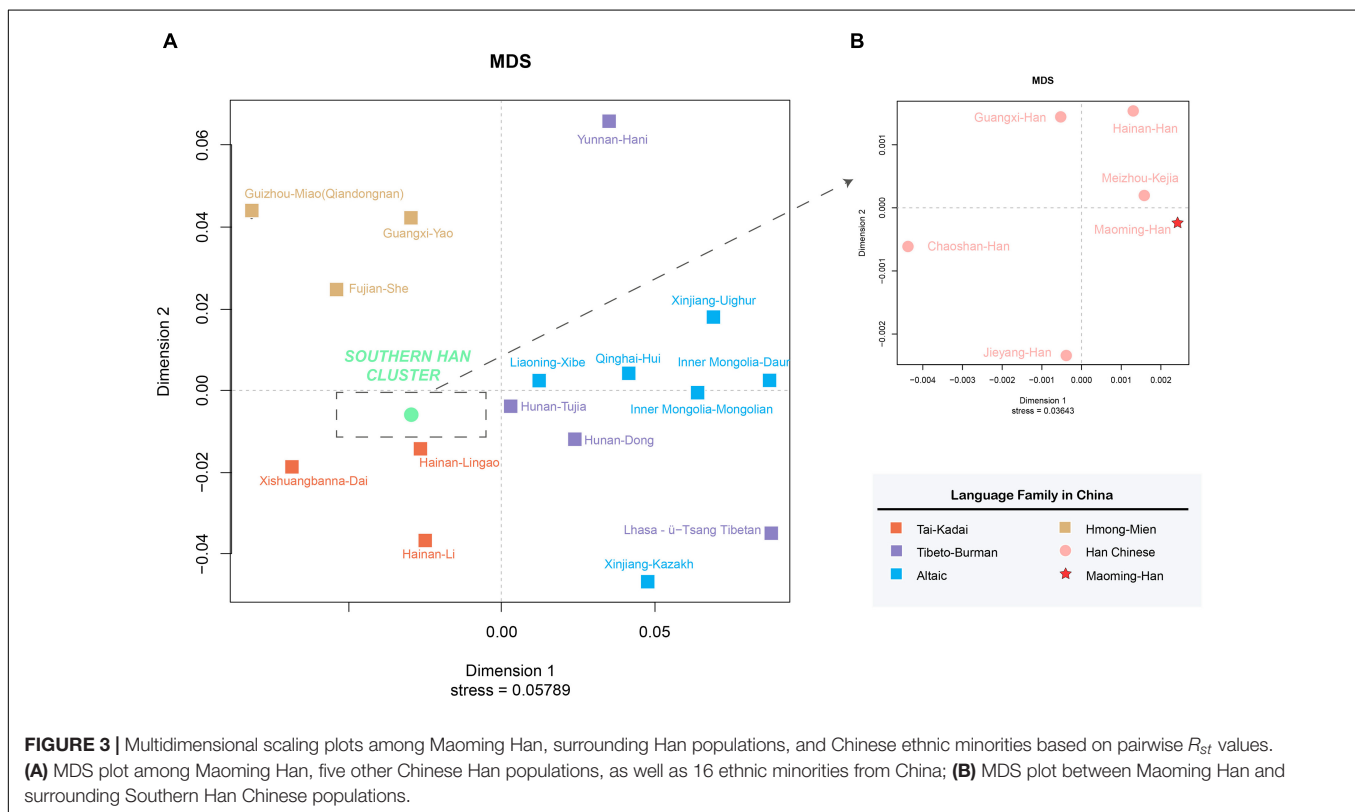 A
MDS
0.06
0.04
0.02
0.00
−0.02
−0.04
Dimension 2
Yunnan-Hani
Guizhou-Miao(Qiandongnan)
Guangxi-Yao
Fujian-She
Xinjiang-Uighur
SOUTHERN HAN
CLUSTER
Liaoning-Xibe
Qinghai-Hui
Inner Mongolia-Daur
Hunan-Tujia
Inner Mongolia-Mongolian
Hunan-Dong
Hainan-Lingao
Xishuangbanna-Dai
Lhasa - ü−Tsang Tibetan
Hainan-Li
Xinjiang-Kazakh
0.00
0.05
Dimension 1
stress = 0.05789
B
MDS
0.001
0.000
−0.001
−0.002
Dimension 2
Guangxi-Han
Hainan-Han
Meizhou-Kejia
Maoming-Han
Chaoshan-Han
Jieyang-Han
−0.004
−0.003
−0.002
−0.001
0.000
0.001
0.002
Dimension 1
stress = 0.03643
Language Family in China
Tai-Kadai
Hmong-Mien
Tibeto-Burman
Han Chinese
Altaic
Maoming-Han
FIGURE 3 | Multidimensional scaling plots among Maoming Han, surrounding Han populations, and Chinese ethnic minorities based on pairwise Rst values.
(A) MDS plot among Maoming Han, five other Chinese Han populations, as well as 16 ethnic minorities from China; (B) MDS plot between Maoming Han and
surrounding Southern Han Chinese populations.